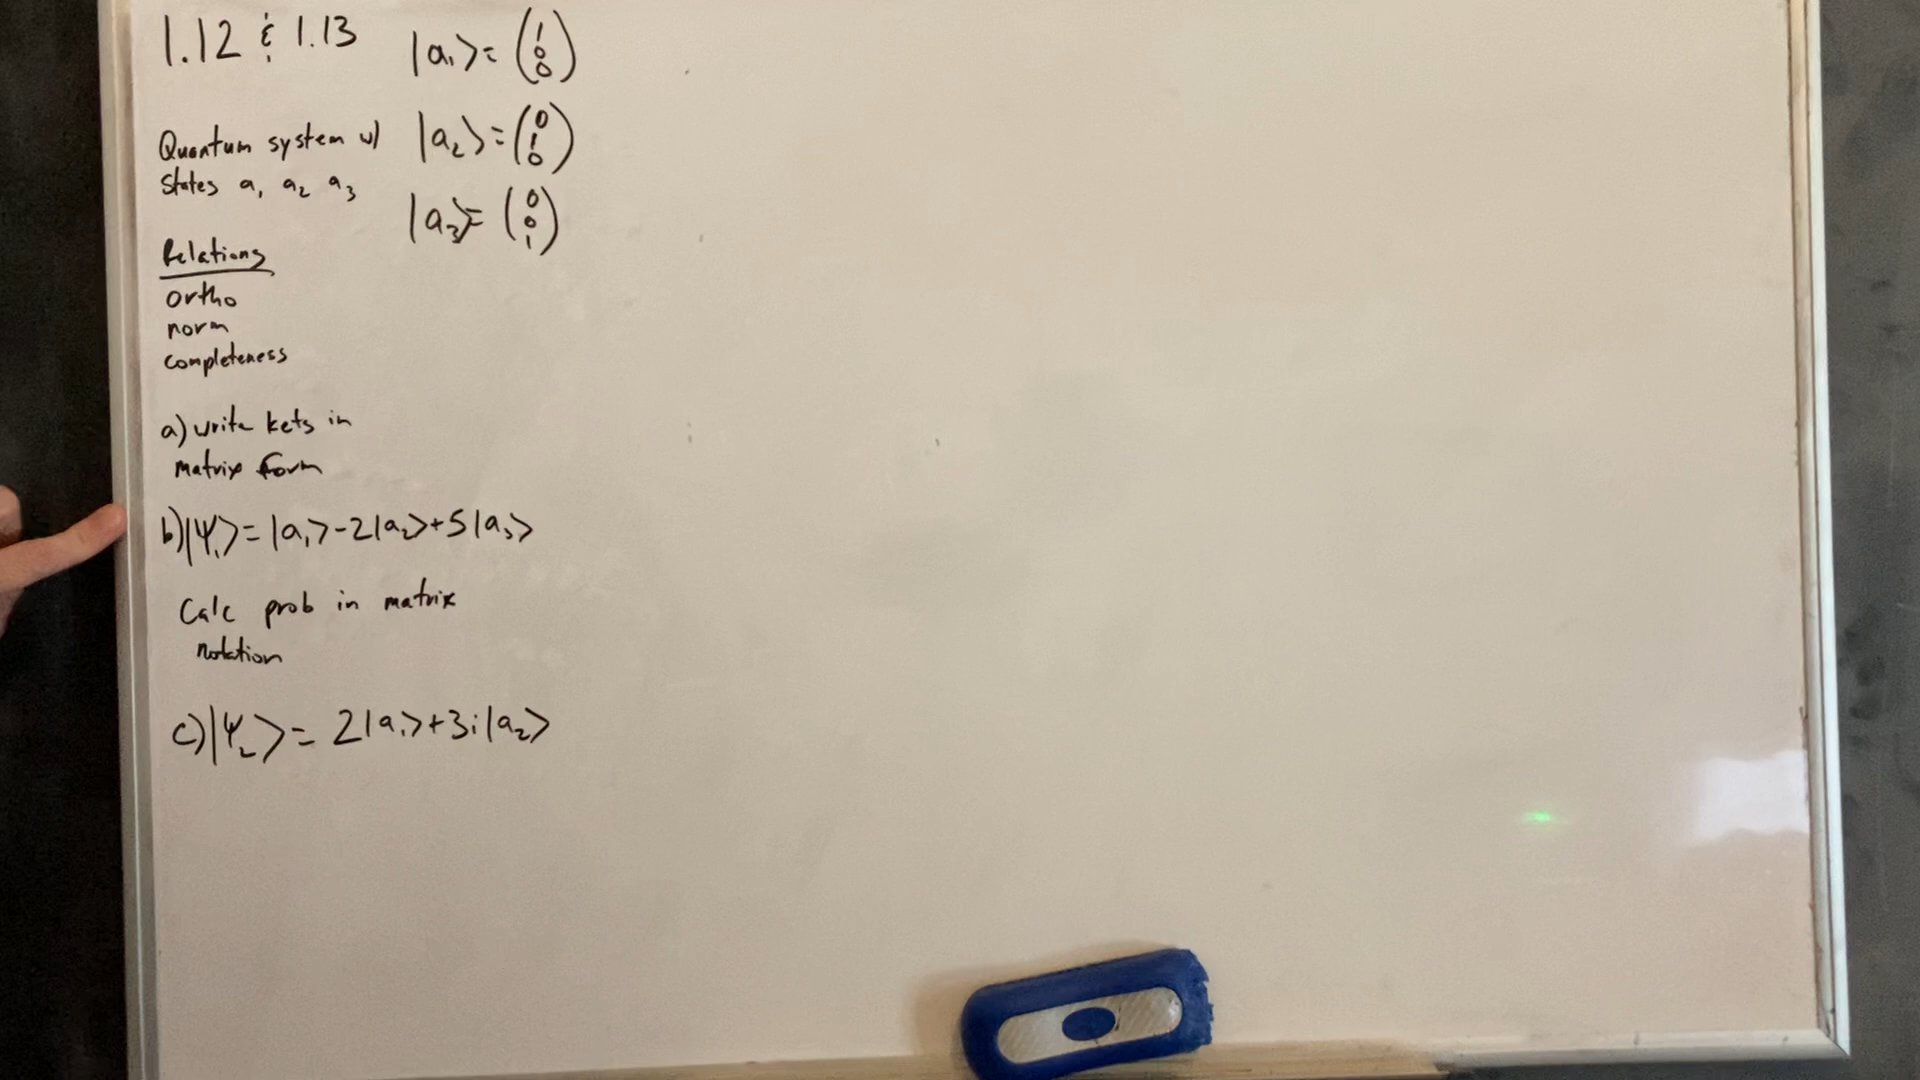 1.12 & 1.13
|a₁> = (1 0 0)
Quantum system w/
states a₁ a₂ a₃
|a₂> = (0 1 0)
|a₃> = (0 0 1)
Relations
ortho
norm
completeness
a) write kets in
matrix form
b) |Ψ₁> = |a₁> - 2|a₂> + 5|a₃>
Calc prob in matrix
notation
c) |Ψ₂> = 2|a₁> + 3i|a₂>